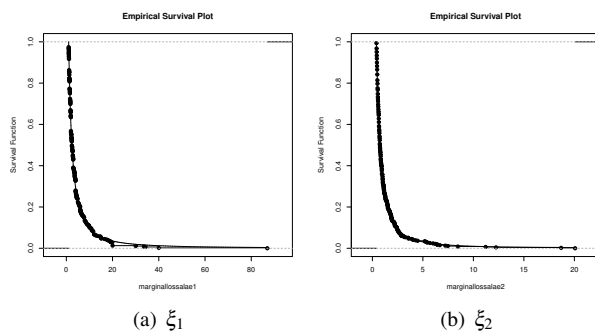 Empirical Survival Plot
Survival Function
1.0
0.8
0.6
0.4
0.2
0.0
0 20 40 60 80
marginallossalae1
(a) ξ1
Empirical Survival Plot
Survival Function
1.0
0.8
0.6
0.4
0.2
0.0
0 5 10 15 20
marginallossalae2
(b) ξ2